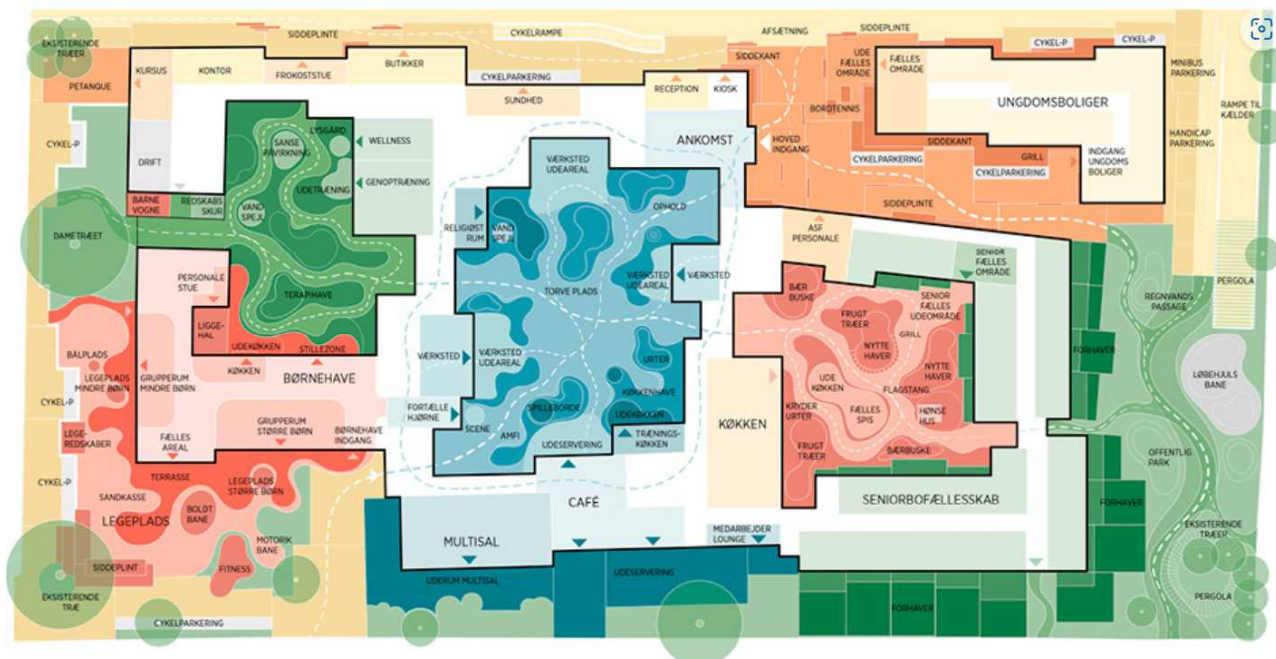 EKSISTERENDE
TRÆER
PETANQUE
SIDDEPLINTE
CYKELRAMPE
AFSÆTNING
SIDDEPLINTE
CYKEL-P
CYKEL-P
KURSUS
KONTOR
FROKOSTSTUE
BUTIKKER
CYKELPARKERING
SUNDHED
RECEPTION
KIOSK
SIDDEKANT
UDE
FÆLLES
OMRÅDE
FÆLLES
OMRÅDE
UNGDOMSBOLIGER
MINIBUS
PARKERING
RAMPE TIL
KÆLDER
BORDTENNIS
ANKOMST
HOVED
INDGANG
SIDDEKANT
CYKELPARKERING
GRILL
CYKELPARKERING
INDGANG
UNGDOMS
BOLIGER
HANDICAP
PARKERING
SIDDEPLINTE
CYKEL-P
DRIFT
LYSGÅRD
SANSE
PÅVIRKNING
UDETRÆNING
WELLNESS
GENOPTRÆNING
VÆRKSTED
UDEAREAL
OPHOLD
BARNE
VOGNE
REDSKABS
SKUR
VAND
SPEJL
RELIGIØST
RUM
VAND
SPEJL
ASF
PERSONALE
SENIOR
FÆLLES
OMRÅDE
DAMETRÆET
PERSONALE
STUE
TERAPIHAVE
TORVE PLADS
VÆRKSTED
UDEAREAL
VÆRKSTED
PERGOLA
REGNVANDS
PASSAGE
BÆR
BUSKE
FRUGT
TRÆER
SENIOR
FÆLLES
UDEOMRÅDE
GRILL
NYTTE
HAVER
LIGGE-
HAL
UDEKØKKEN
STILLEZONE
KØKKEN
BØRNEHAVE
BÅLPLADS
LEGEPLADS
MINDRE BØRN
GRUPPERUM
MINDRE BØRN
CYKEL-P
VÆRKSTED
VÆRKSTED
UDEAREAL
URTER
KØKKENHAVE
UDEKØKKEN
FORHAVER
LØBEHJULS
BANE
NYTTE
HAVER
UDE
KØKKEN
FLAGSTANG
FÆLLES
SPIS
HØNSE
HUS
KRYDER
URTER
KØKKEN
FRUGT
TRÆER
BÆRBUSKE
LEGE-
REDSKABER
FÆLLES
AREAL
GRUPPERUM
STØRRE BØRN
BØRNEHAVE
INDGANG
FORTÆLLE
HJØRNE
SCENE
AMFI
SPILLEBORDE
UDESERVERING
TRÆNINGS-
KØKKEN
OFFENTLIG
PARK
CYKEL-P
TERRASSE
SANDKASSE
LEGEPLADS
STØRRE BØRN
LEGEPLADS
BOLDT
BANE
MOTORIK
BANE
FITNESS
SIDDEPLINT
CAFÉ
MULTISAL
MEDARBEJDER
LOUNGE
SENIORBOFÆLLESSKAB
FORHAVER
EKSISTERENDE
TRÆER
UDERUM MULTISAL
UDESERVERING
FORHAVER
PERGOLA
EKSISTERENDE
TRÆ
CYKELPARKERING